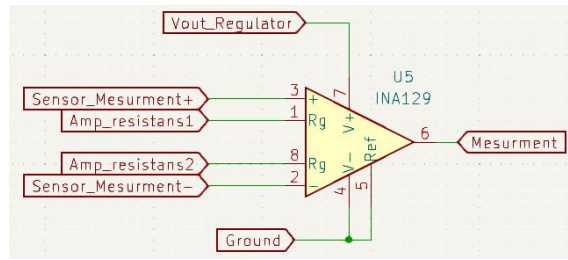 Vout_Regulator
U5
INA129
7
V+
Sensor_Mesurment+
3
+
Amp_resistans1
1
Rg
6
Mesurment
Amp_resistans2
8
Rg
Sensor_Mesurment-
2
-
V-
Ref
4
5
Ground